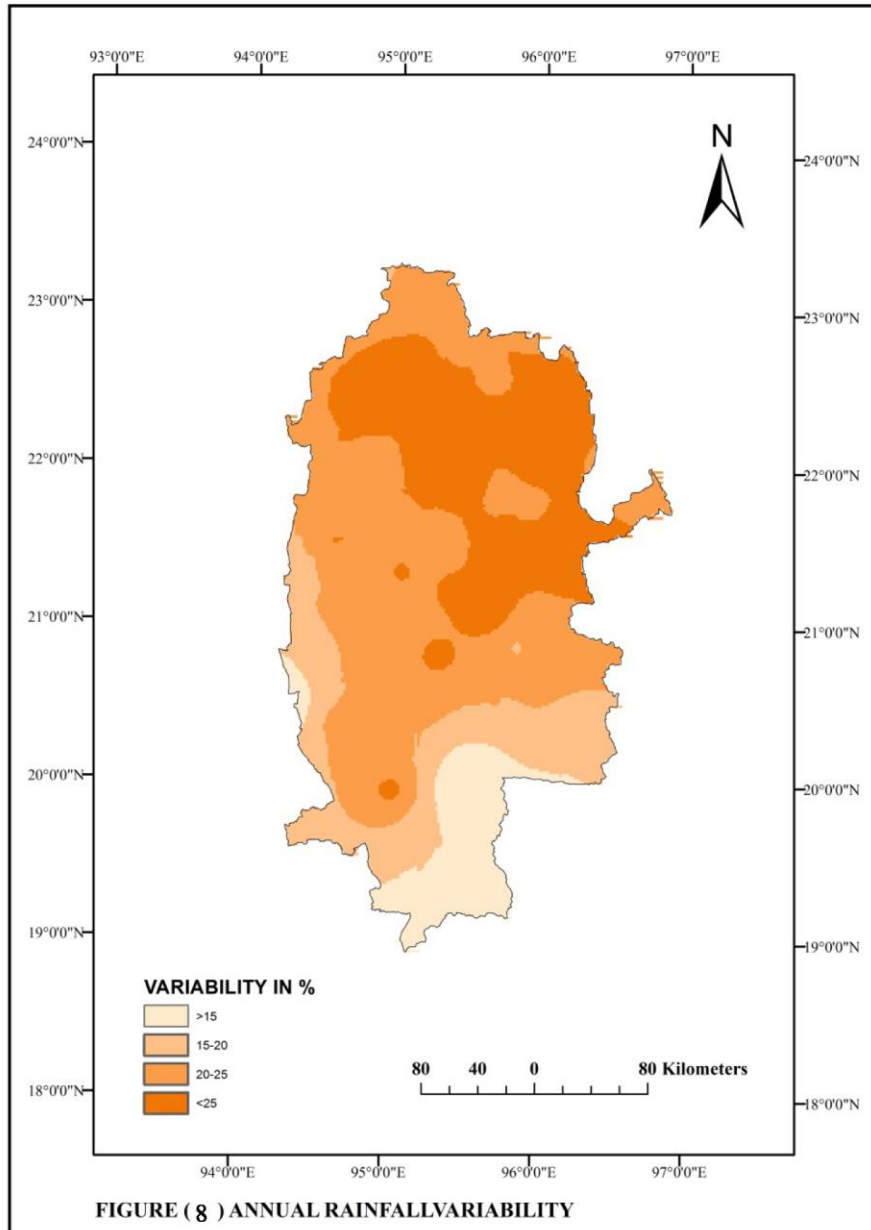 93°0'0"E 94°0'0"E 95°0'0"E 96°0'0"E 97°0'0"E
N
24°0'0"N 24°0'0"N
23°0'0"N 23°0'0"N
22°0'0"N 22°0'0"N
21°0'0"N 21°0'0"N
20°0'0"N 20°0'0"N
19°0'0"N 19°0'0"N
18°0'0"N 18°0'0"N
VARIABILITY IN %
>15
15-20
20-25
<25
80 40 0 80 Kilometers
94°0'0"E 95°0'0"E 96°0'0"E 97°0'0"E
FIGURE ( 8 ) ANNUAL RAINFALLVARIABILITY